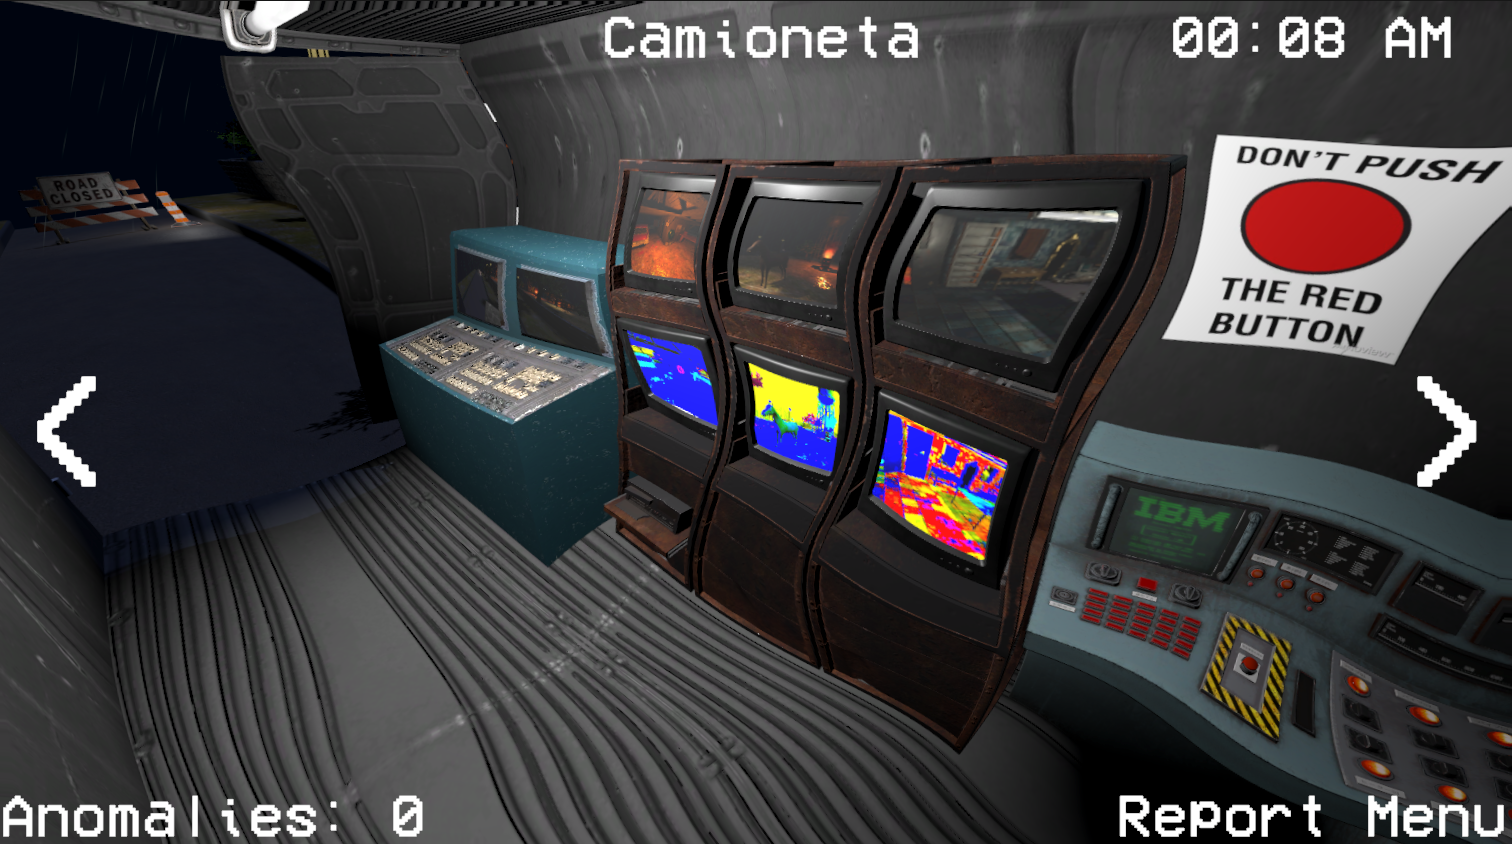 Camioneta
00:08 AM
ROAD
CLOSED
DON'T PUSH
THE RED
BUTTON
IBM
Anomalies: 0
Report Menu